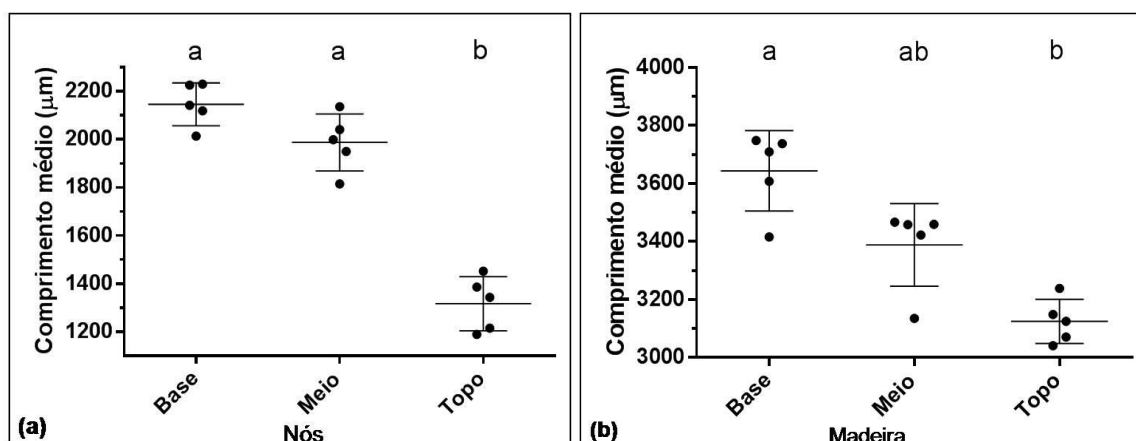 a a b
Comprimento médio (µm)
2200
2000
1800
1600
1400
1200
Base Meio Topo
(a) Nós
a ab b
Comprimento médio (µm)
4000
3800
3600
3400
3200
3000
Base Meio Topo
(b) Madeira